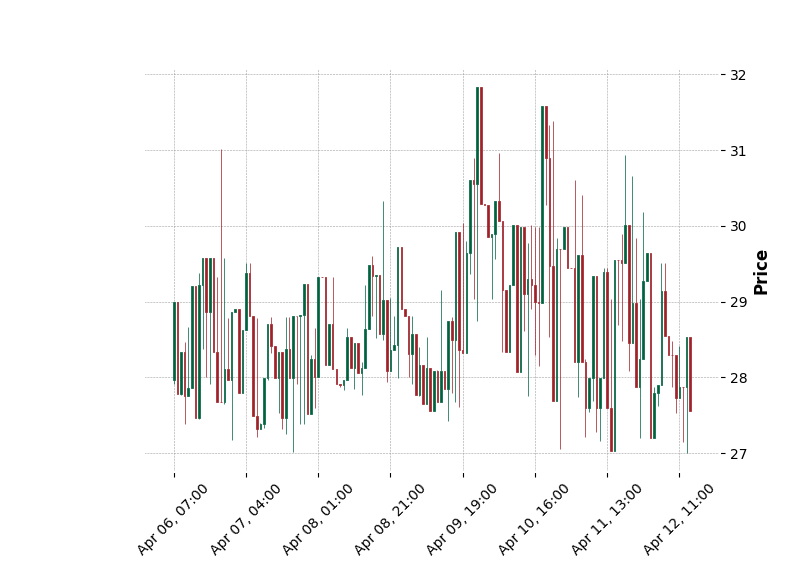 32
31
30
29
28
27
Price
Apr 06, 07:00
Apr 07, 04:00
Apr 08, 01:00
Apr 08, 21:00
Apr 09, 19:00
Apr 10, 16:00
Apr 11, 13:00
Apr 12, 11:00